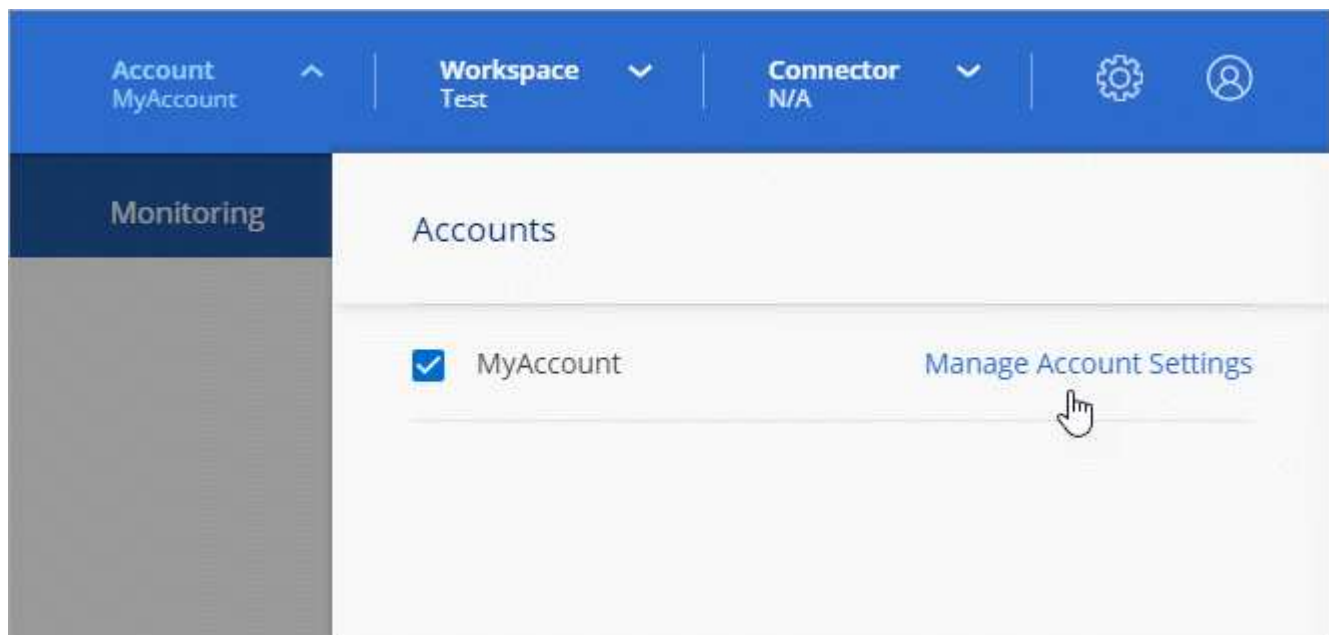 Account
MyAccount
Workspace
Test
Connector
N/A
Monitoring
Accounts
MyAccount
Manage Account Settings